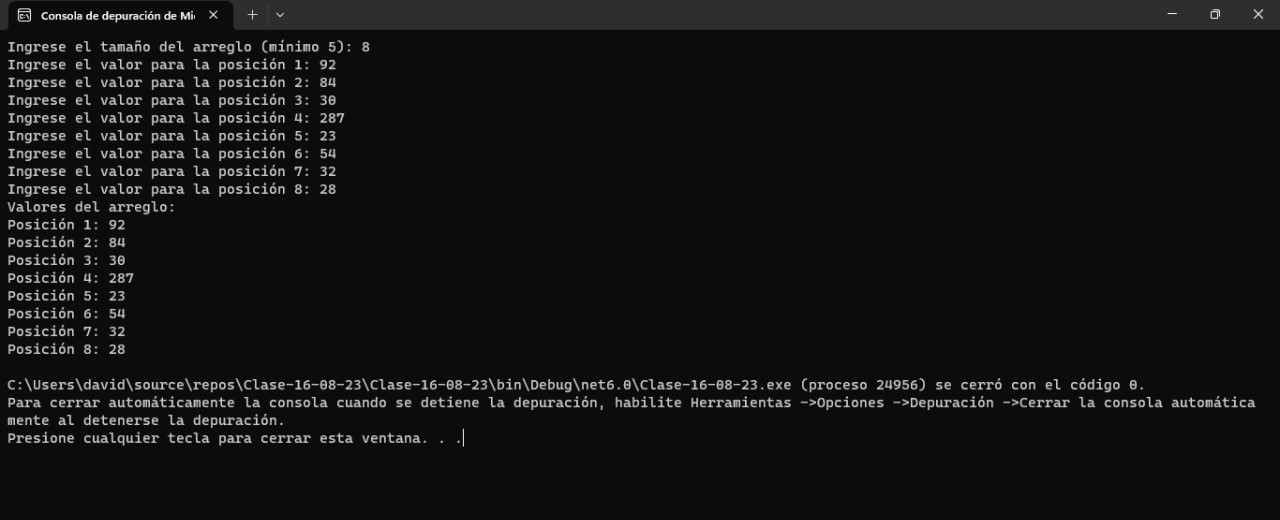 Consola de depuración de Mi
Ingrese el tamaño del arreglo (mínimo 5): 8
Ingrese el valor para la posición 1: 92
Ingrese el valor para la posición 2: 84
Ingrese el valor para la posición 3: 30
Ingrese el valor para la posición 4: 287
Ingrese el valor para la posición 5: 23
Ingrese el valor para la posición 6: 54
Ingrese el valor para la posición 7: 32
Ingrese el valor para la posición 8: 28
Valores del arreglo:
Posición 1: 92
Posición 2: 84
Posición 3: 30
Posición 4: 287
Posición 5: 23
Posición 6: 54
Posición 7: 32
Posición 8: 28
C:\Users\david\source\repos\Clase-16-08-23\Clase-16-08-23\bin\Debug\net6.0\Clase-16-08-23.exe (proceso 24956) se cerró con el código 0.
Para cerrar automáticamente la consola cuando se detiene la depuración, habilite Herramientas ->Opciones ->Depuración ->Cerrar la consola automática
mente al detenerse la depuración.
Presione cualquier tecla para cerrar esta ventana. . .